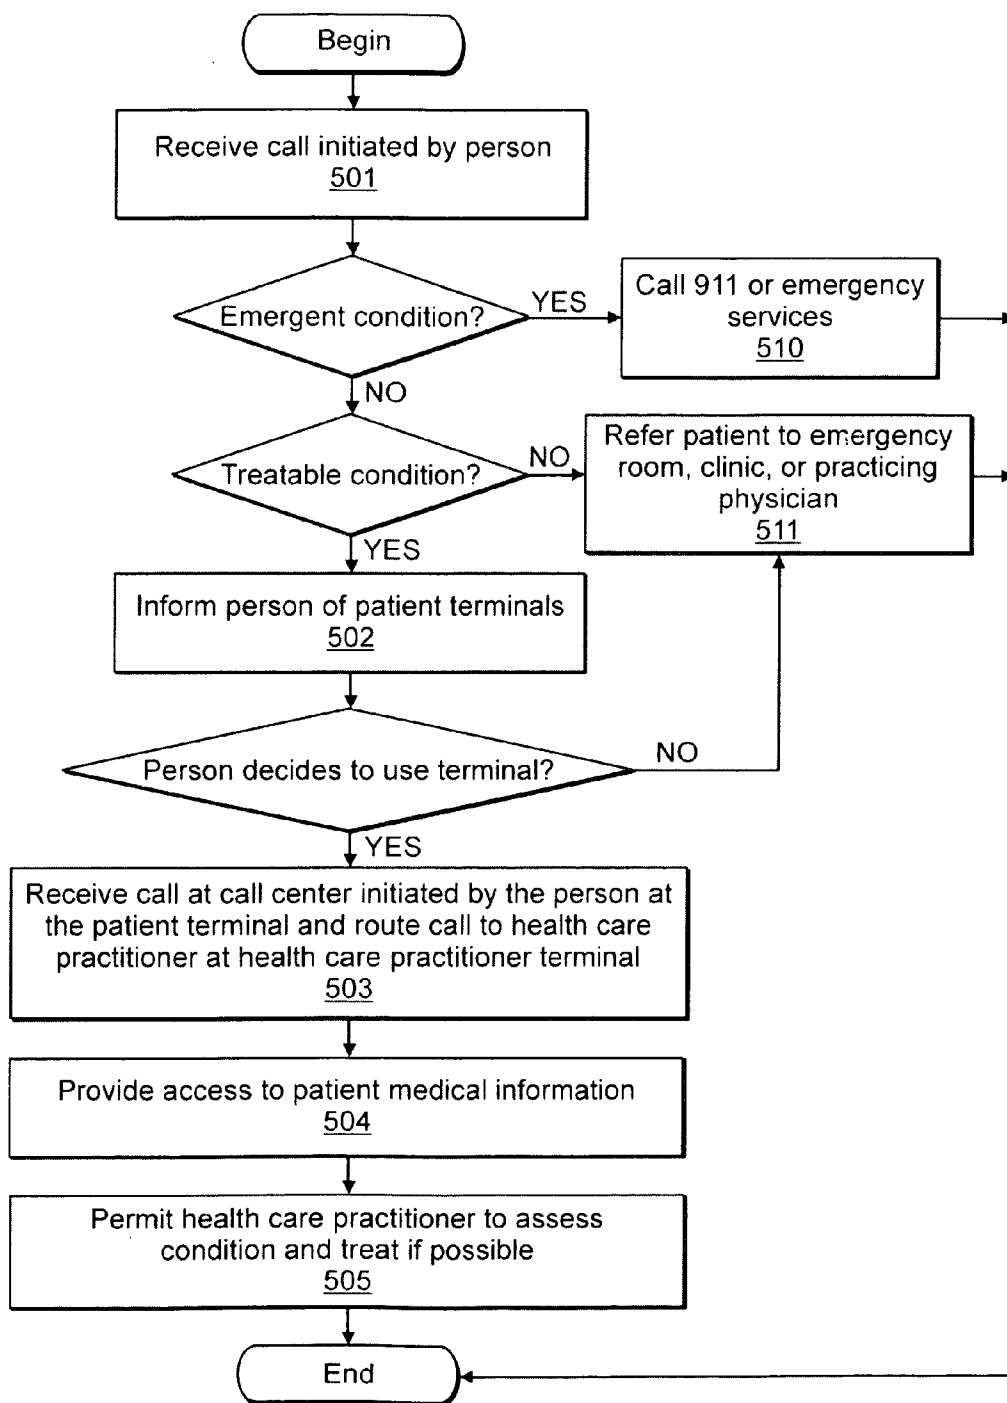 Begin
Receive call initiated by person
501
Emergent condition?
YES
Call 911 or emergency
services
510
NO
Treatable condition?
NO
Refer patient to emergency
room, clinic, or practicing
physician
511
YES
Inform person of patient terminals
502
Person decides to use terminal?
NO
YES
Receive call at call center initiated by the person at
the patient terminal and route call to health care
practitioner at health care practitioner terminal
503
Provide access to patient medical information
504
Permit health care practitioner to assess
condition and treat if possible
505
End